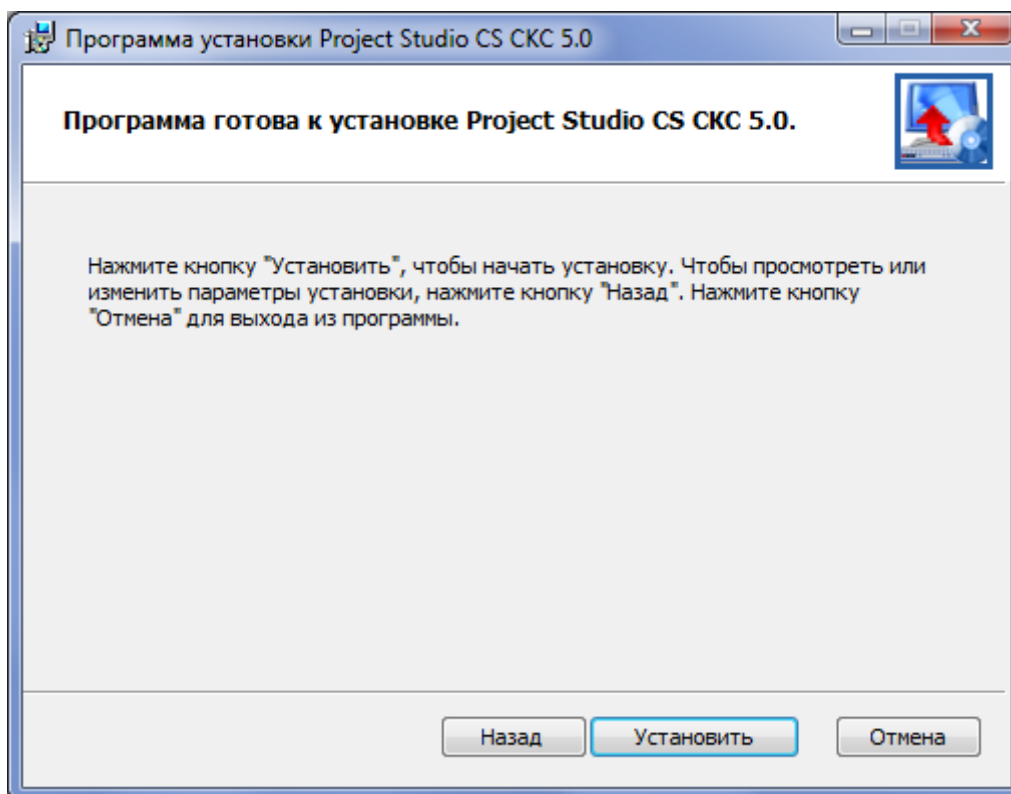 Программа установки Project Studio CS СКС 5.0
Программа готова к установке Project Studio CS СКС 5.0.
Нажмите кнопку "Установить", чтобы начать установку. Чтобы просмотреть или
изменить параметры установки, нажмите кнопку "Назад". Нажмите кнопку
"Отмена" для выхода из программы.
Назад
Установить
Отмена